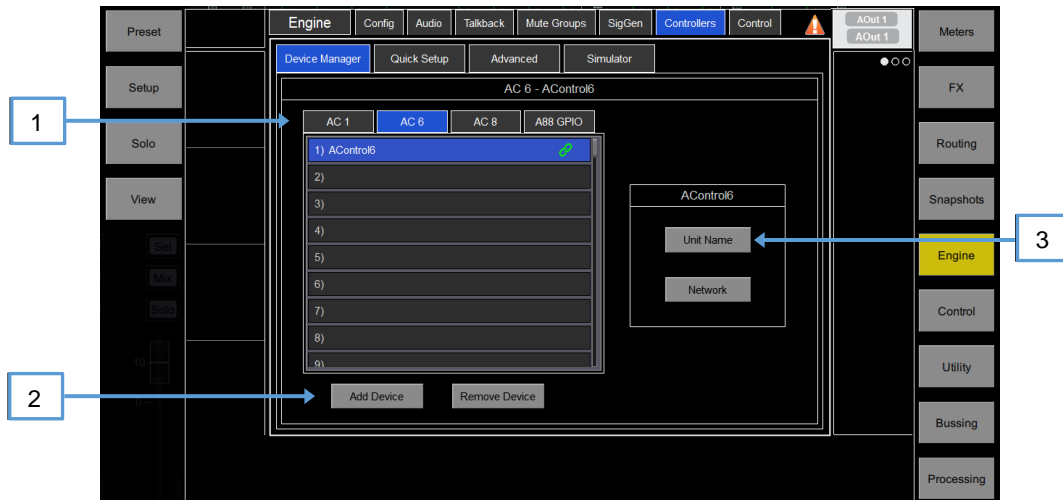 Preset
Setup
Solo
View
Sel
Mix
Solo
10
0
1
2
3
Engine
Config
Audio
Talkback
Mute Groups
SigGen
Controllers
Control
AOut 1
AOut 1
Device Manager
Quick Setup
Advanced
Simulator
AC 6 - AControl6
AC 1
AC 6
AC 8
A88 GPIO
1) AControl6
2)
3)
4)
5)
6)
7)
8)
9)
Add Device
Remove Device
AControl6
Unit Name
Network
Meters
FX
Routing
Snapshots
Engine
Control
Utility
Bussing
Processing